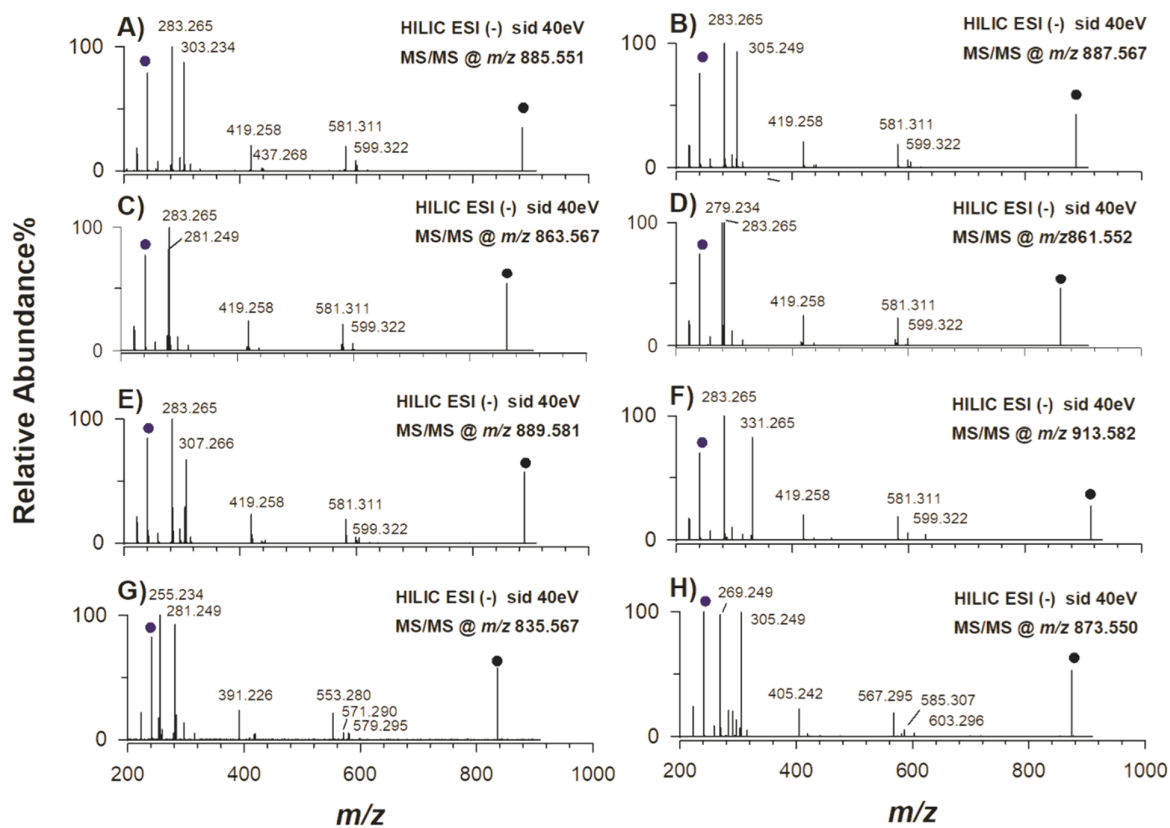 Relative Abundance%
A)
HILIC ESI (-) sid 40eV
MS/MS @ m/z 885.551
283.265
303.234
419.258
437.268
581.311
599.322
100
0
B)
HILIC ESI (-) sid 40eV
MS/MS @ m/z 887.567
283.265
305.249
419.258
581.311
599.322
100
0
C)
HILIC ESI (-) sid 40eV
MS/MS @ m/z 863.567
283.265
281.249
419.258
581.311
599.322
100
0
D)
HILIC ESI (-) sid 40eV
MS/MS @ m/z861.552
279.234
283.265
419.258
581.311
599.322
100
0
E)
HILIC ESI (-) sid 40eV
MS/MS @ m/z 889.581
283.265
307.266
419.258
581.311
599.322
100
0
F)
HILIC ESI (-) sid 40eV
MS/MS @ m/z 913.582
283.265
331.265
419.258
581.311
599.322
100
0
G)
HILIC ESI (-) sid 40eV
MS/MS @ m/z 835.567
255.234
281.249
391.226
553.280
571.290
579.295
100
0
200 400 600 800 1000
m/z
H)
HILIC ESI (-) sid 40eV
MS/MS @ m/z 873.550
269.249
305.249
405.242
567.295
585.307
603.296
100
0
200 400 600 800 1000
m/z